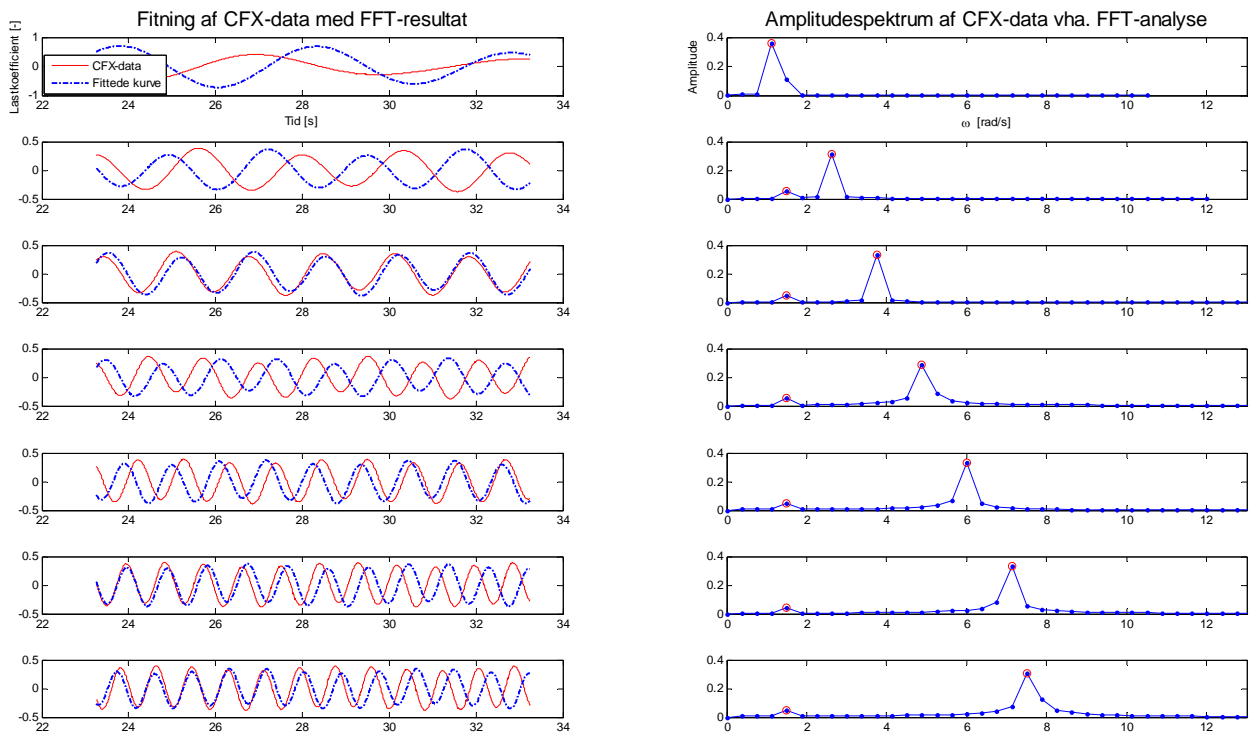 Fitning af CFX-data med FFT-resultat
Lastkoefficient [-]
1
0
-1
CFX-data
Fittede kurve
22 24 26 28 30 32 34
Tid [s]
0.5
0
-0.5
22 24 26 28 30 32 34
0.5
0
-0.5
22 24 26 28 30 32 34
0.5
0
-0.5
22 24 26 28 30 32 34
0.5
0
-0.5
22 24 26 28 30 32 34
0.5
0
-0.5
22 24 26 28 30 32 34
0.5
0
-0.5
22 24 26 28 30 32 34
Amplitudespektrum af CFX-data vha. FFT-analyse
Amplitude
0.4
0.2
0
0 2 4 6 8 10 12
ω [rad/s]
0.4
0.2
0
0 2 4 6 8 10 12
0.4
0.2
0
0 2 4 6 8 10 12
0.4
0.2
0
0 2 4 6 8 10 12
0.4
0.2
0
0 2 4 6 8 10 12
0.4
0.2
0
0 2 4 6 8 10 12
0.4
0.2
0
0 2 4 6 8 10 12